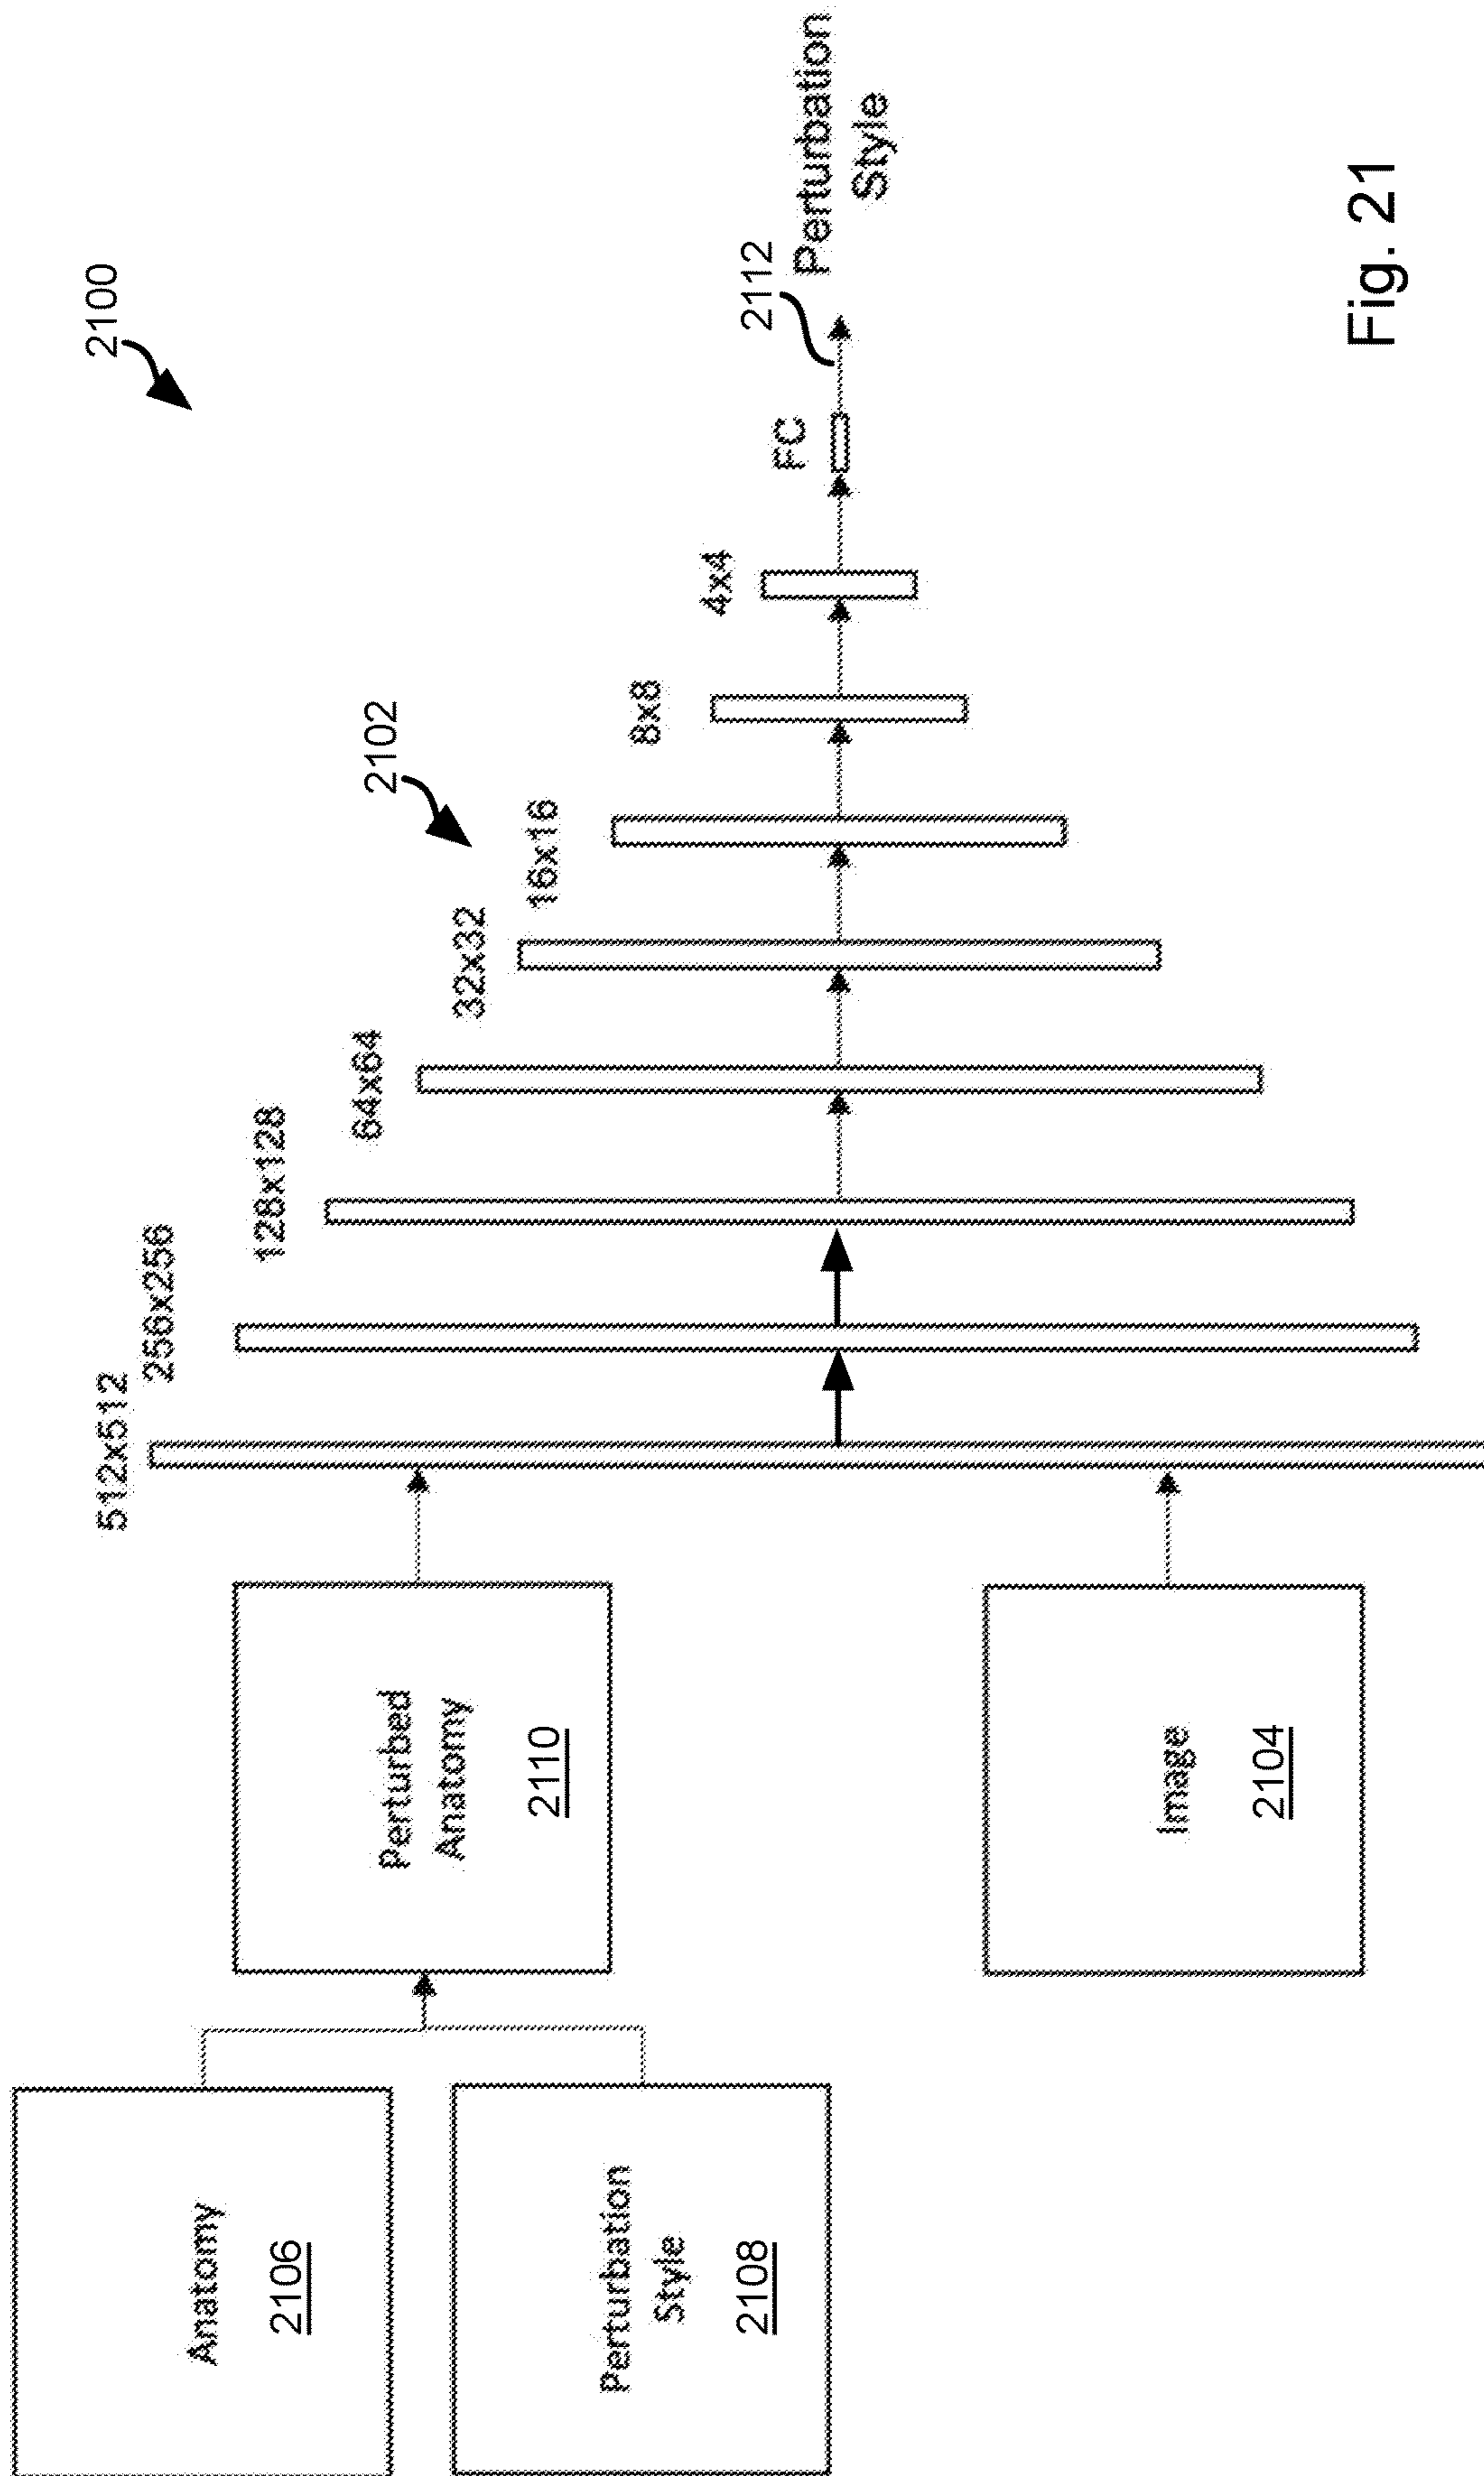 2100
2102
Anatomy
2106
Perturbation
Style
2108
Perturbed
Anatomy
2110
Image
2104
512x512
256x256
128x128
64x64
32x32
16x16
8x8
4x4
FC
2112
Perturbation
Style
Fig. 21